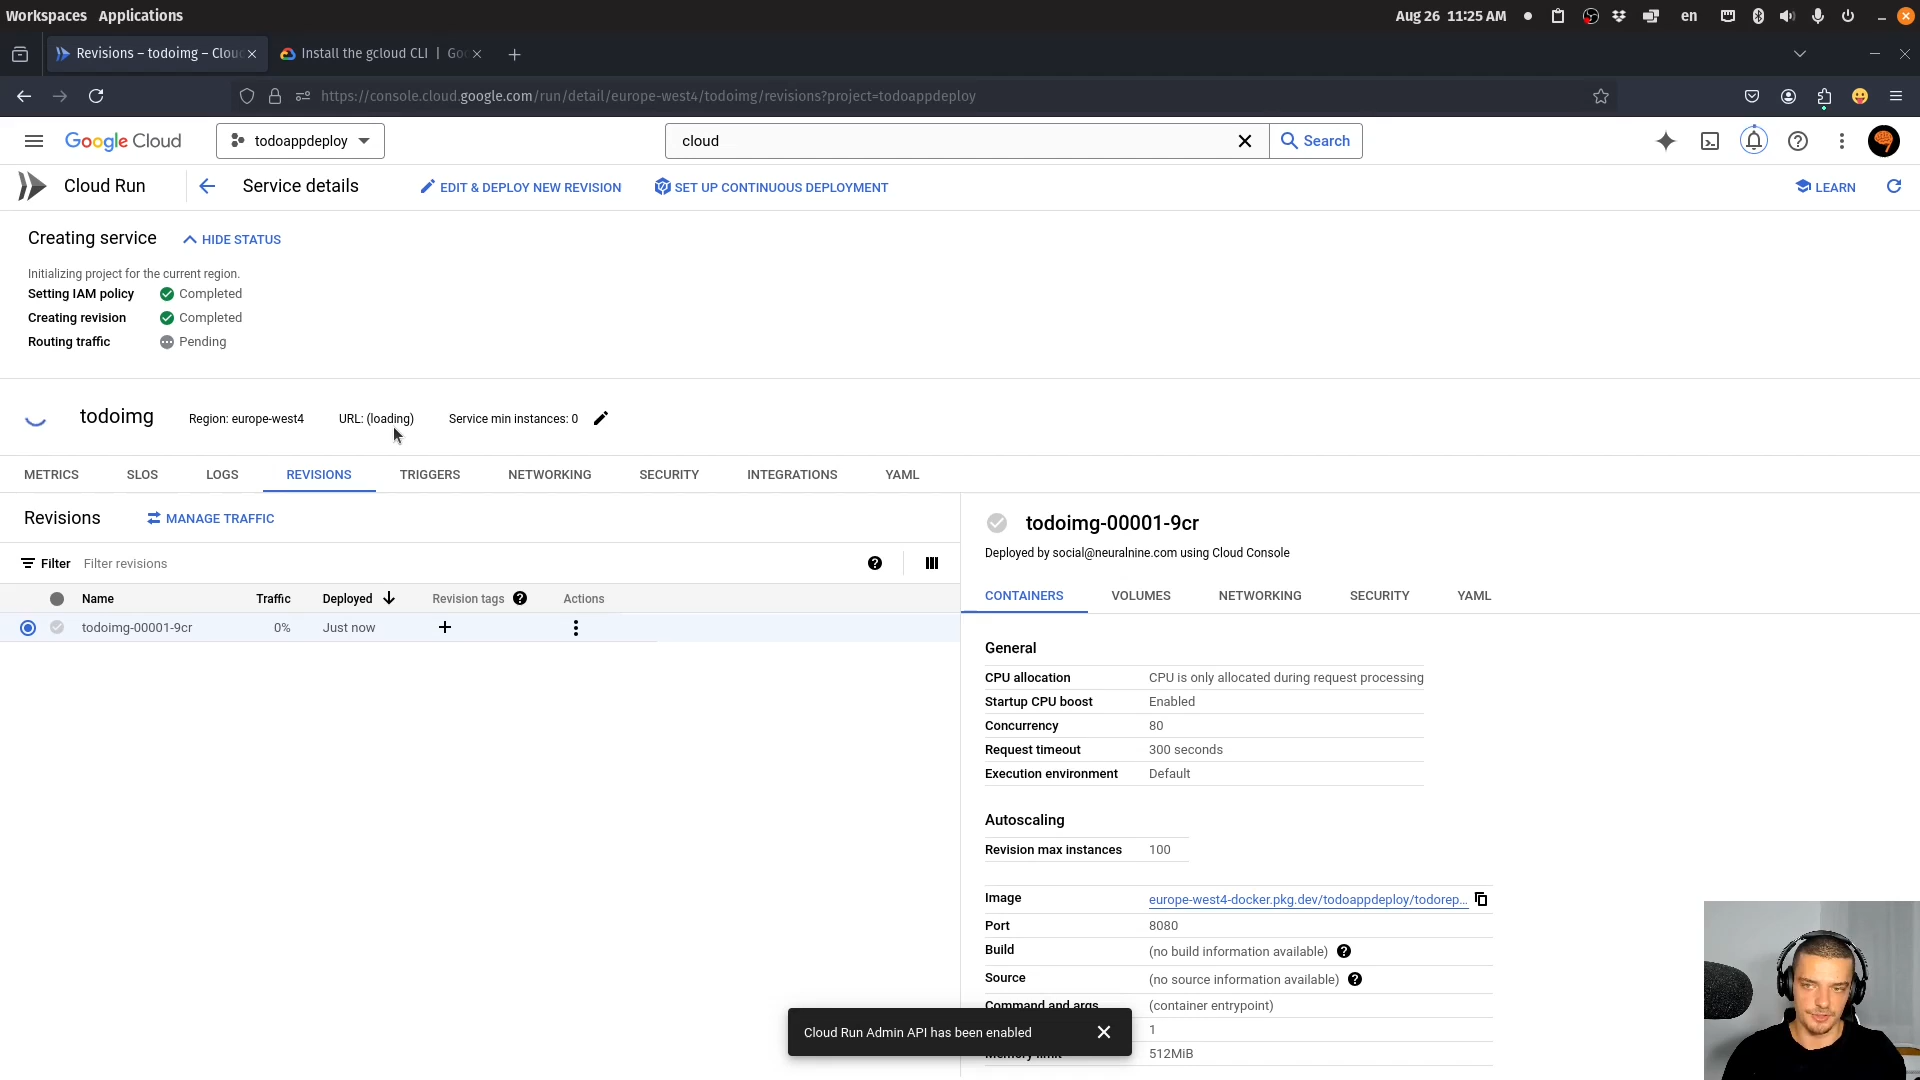 Workspaces Applications
Aug 26 11:25 AM
en
Revisions – todoimg – Clou
Install the gcloud CLI | Go
https://console.cloud.google.com/run/detail/europe-west4/todoimg/revisions?project=todoappdeploy
Google Cloud
todoappdeploy
cloud
Search
Cloud Run
Service details
EDIT & DEPLOY NEW REVISION
SET UP CONTINUOUS DEPLOYMENT
LEARN
Creating service
HIDE STATUS
Initializing project for the current region.
Setting IAM policy Completed
Creating revision Completed
Routing traffic Pending
todoimg
Region: europe-west4
URL: (loading)
Service min instances: 0
METRICS SLOS LOGS REVISIONS TRIGGERS NETWORKING SECURITY INTEGRATIONS YAML
Revisions
MANAGE TRAFFIC
Filter Filter revisions
Name Traffic Deployed Revision tags Actions
todoimg-00001-9cr 0% Just now
todoimg-00001-9cr
Deployed by social@neuralnine.com using Cloud Console
CONTAINERS VOLUMES NETWORKING SECURITY YAML
General
CPU allocation CPU is only allocated during request processing
Startup CPU boost Enabled
Concurrency 80
Request timeout 300 seconds
Execution environment Default
Autoscaling
Revision max instances 100
Image europe-west4-docker.pkg.dev/todoappdeploy/todorep...
Port 8080
Build (no build information available)
Source (no source information available)
Command and args (container entrypoint)
1
Memory limit 512MiB
Cloud Run Admin API has been enabled